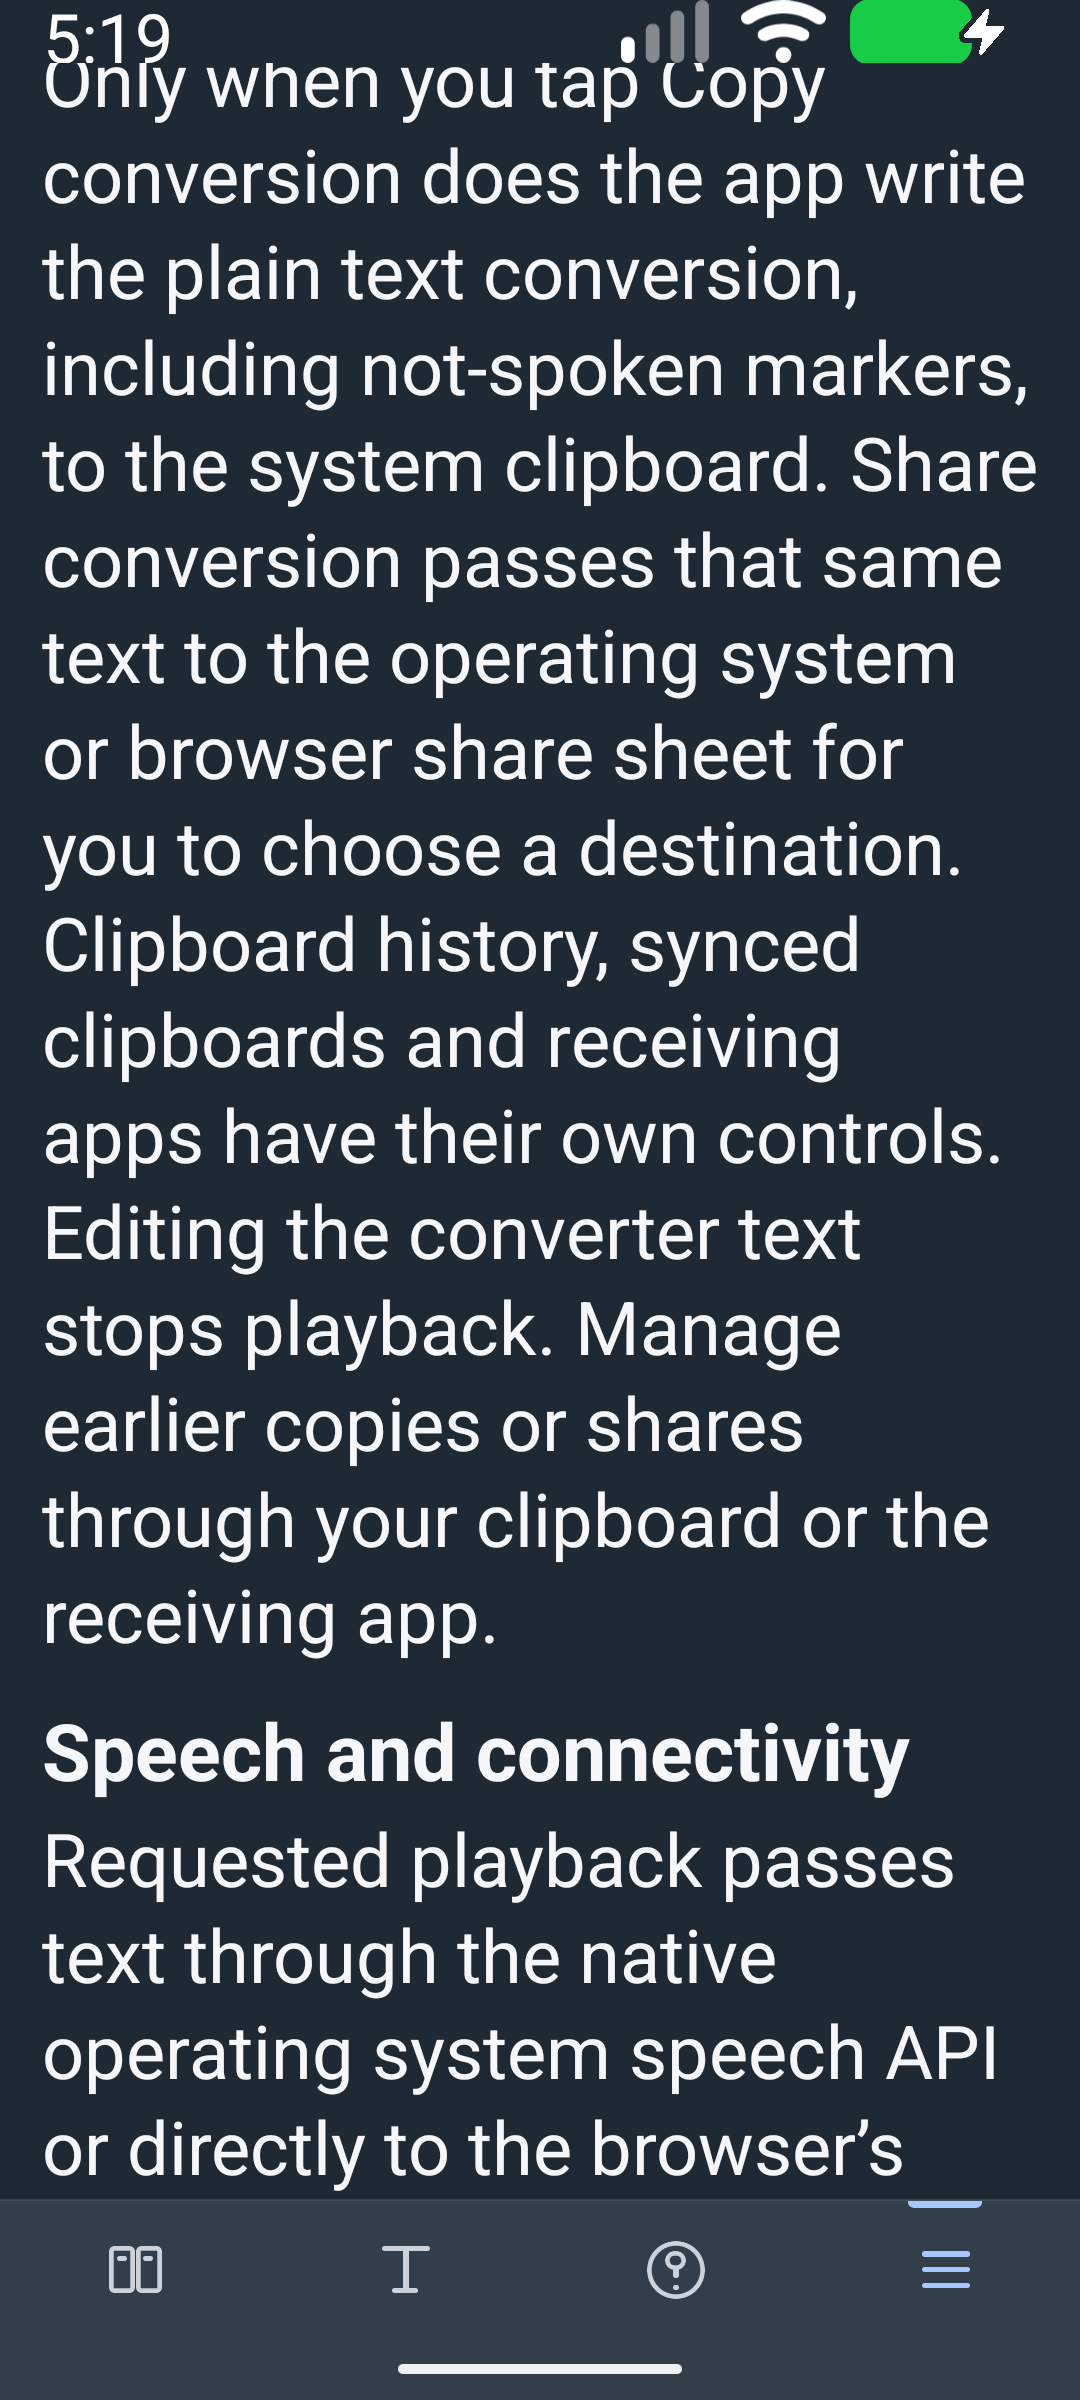 5:19
Only when you tap Copy
conversion does the app write
the plain text conversion,
including not-spoken markers,
to the system clipboard. Share
conversion passes that same
text to the operating system
or browser share sheet for
you to choose a destination.
Clipboard history, synced
clipboards and receiving
apps have their own controls.
Editing the converter text
stops playback. Manage
earlier copies or shares
through your clipboard or the
receiving app.
Speech and connectivity
Requested playback passes
text through the native
operating system speech API
or directly to the browser’s